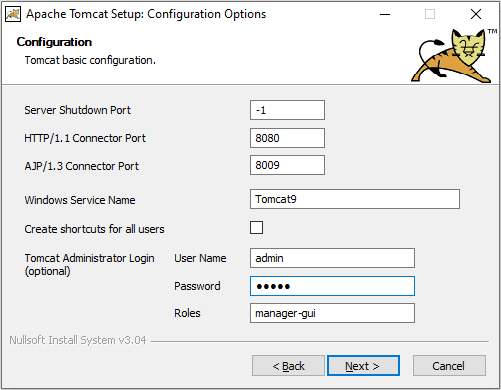 Apache Tomcat Setup: Configuration Options
Configuration
Tomcat basic configuration.
TM
Server Shutdown Port -1
HTTP/1.1 Connector Port 8080
AJP/1.3 Connector Port 8009
Windows Service Name Tomcat9
Create shortcuts for all users
Tomcat Administrator Login User Name admin
(optional)
Password ●●●●●
Roles manager-gui
Nullsoft Install System v3.04
< Back Next > Cancel